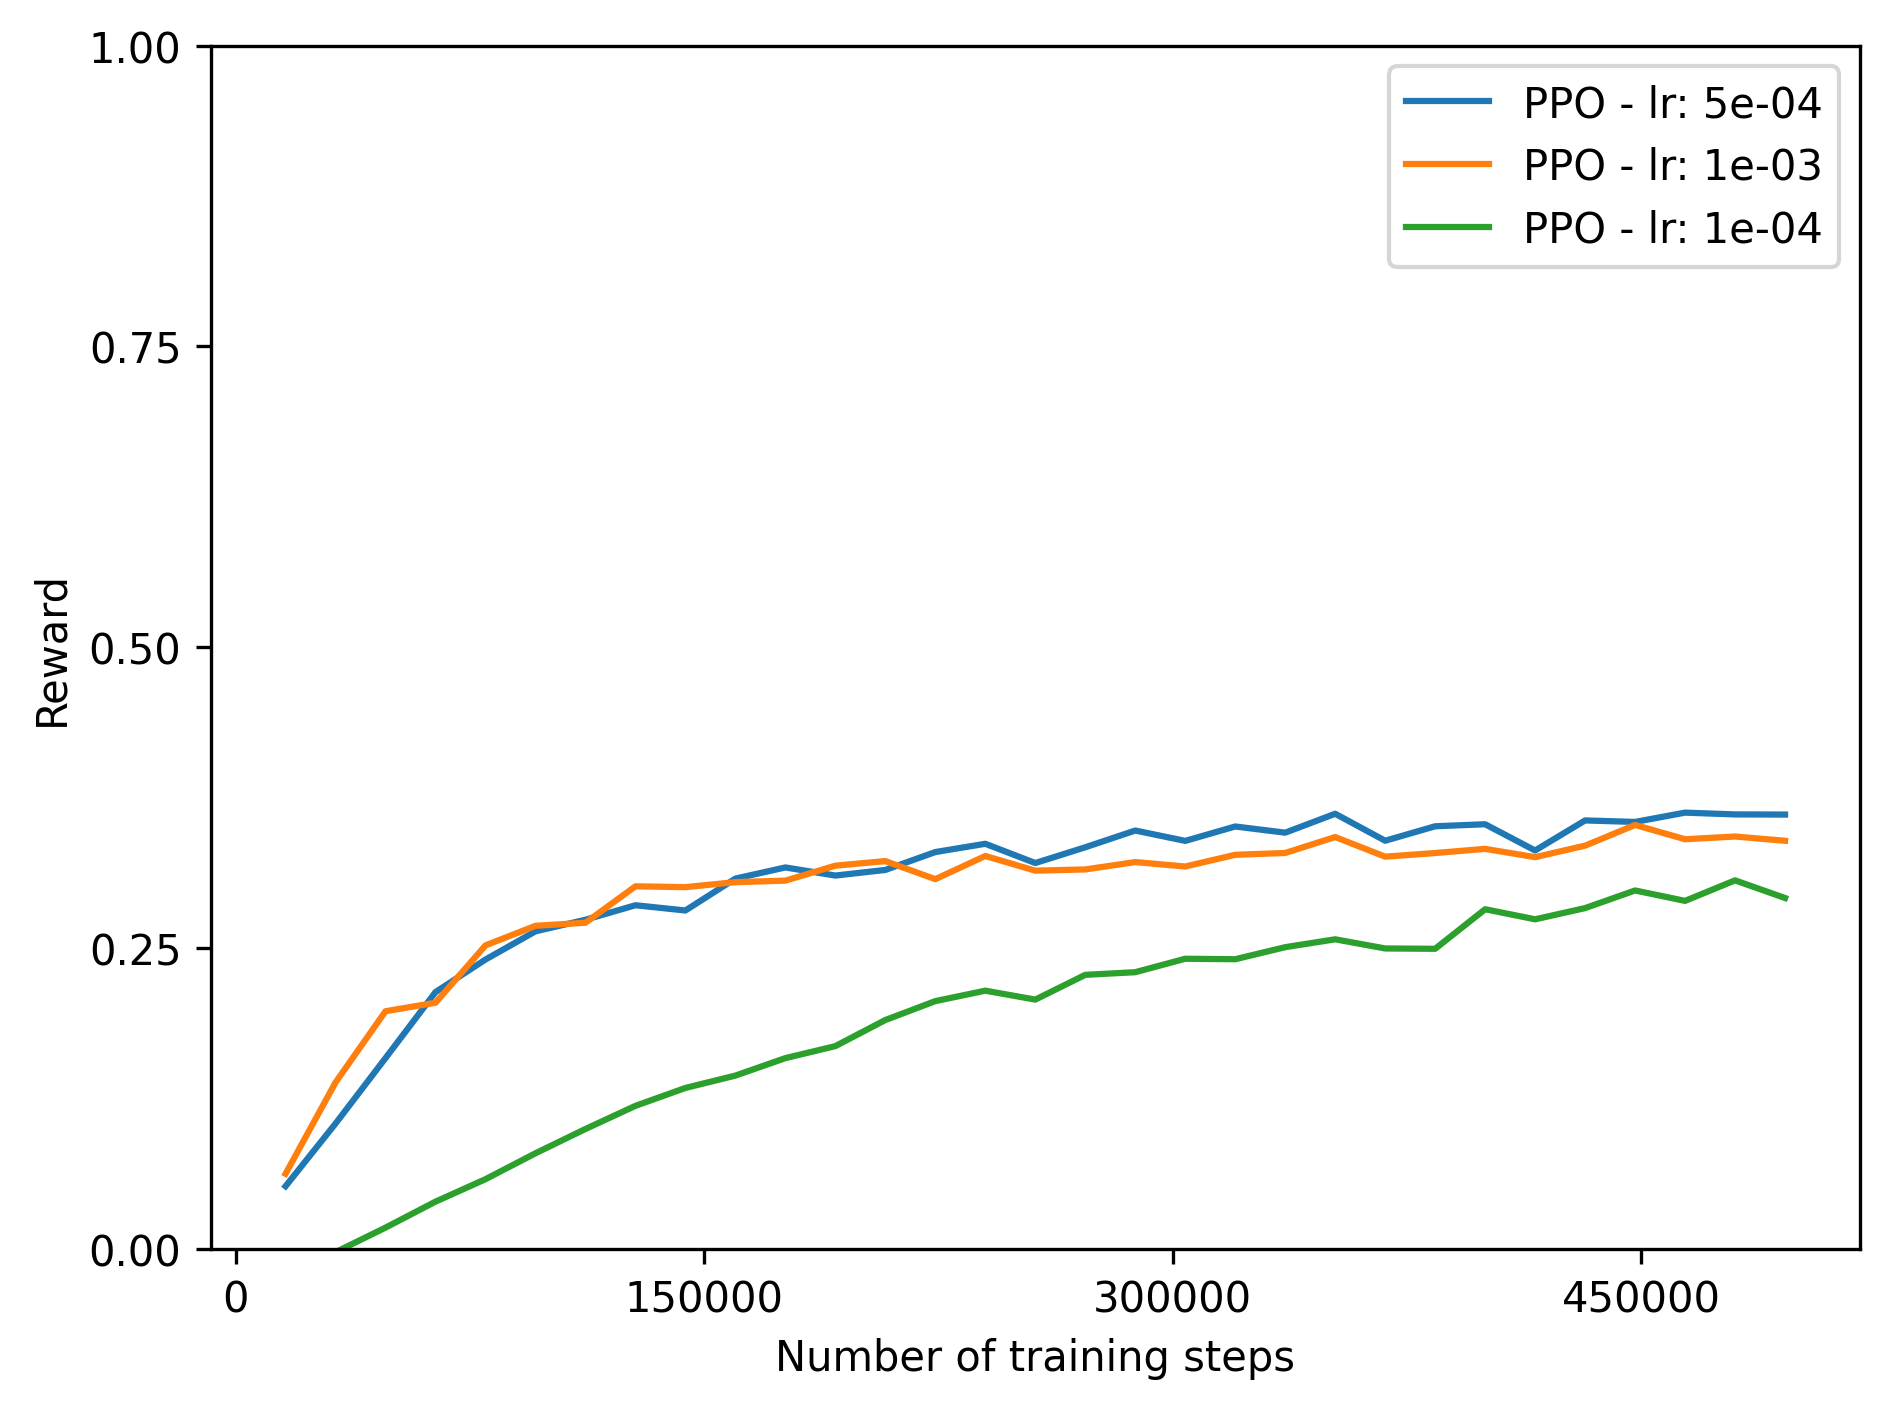 1.00
0.75
0.50
0.25
0.00
Reward
0
150000
300000
450000
Number of training steps
PPO - lr: 5e-04
PPO - lr: 1e-03
PPO - lr: 1e-04